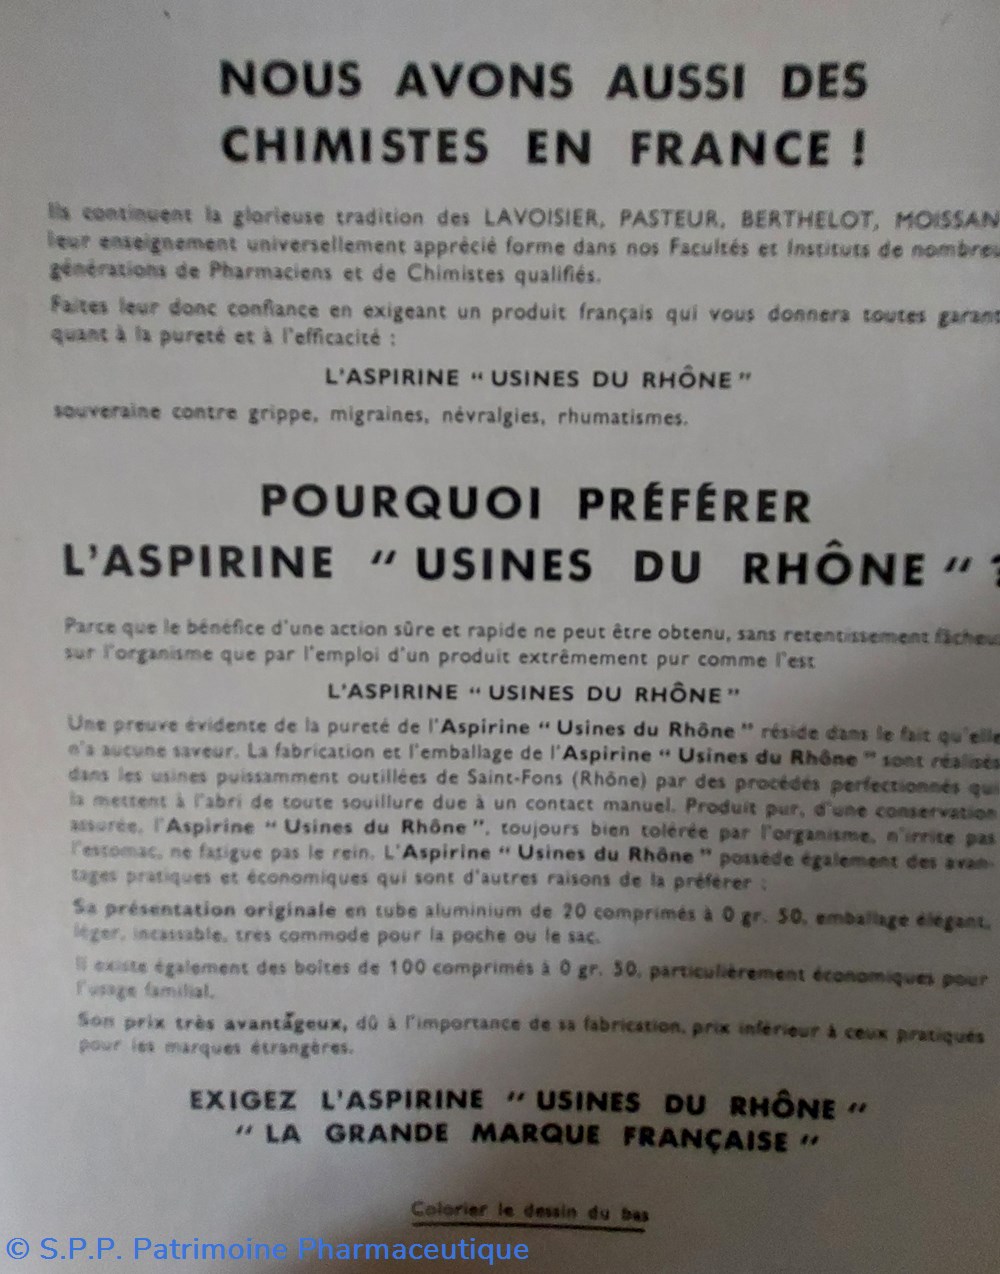 NOUS AVONS AUSSI DES
CHIMISTES EN FRANCE !
Ils continuent la glorieuse tradition des LAVOISIER, PASTEUR, BERTHELOT, MOISSAN
leur enseignement universellement apprécié forme dans nos Facultés et Instituts de nombreu
générations de Pharmaciens et de Chimistes qualifiés.
Faites leur donc confiance en exigeant un produit français qui vous donnera toutes garant
quant à la pureté et à l'efficacité :
L'ASPIRINE " USINES DU RHÔNE "
souveraine contre grippe, migraines, névralgies, rhumatismes.
POURQUOI PRÉFÉRER
L'ASPIRINE " USINES DU RHÔNE " ?
Parce que le bénéfice d'une action sûre et rapide ne peut être obtenu, sans retentissement fâcheu
sur l'organisme que par l'emploi d'un produit extrêmement pur comme l'est
L'ASPIRINE " USINES DU RHÔNE "
Une preuve évidente de la pureté de l'Aspirine " Usines du Rhône " réside dans le fait qu'elle
n'a aucune saveur. La fabrication et l'emballage de l'Aspirine " Usines du Rhône " sont réalisés
dans les usines puissamment outillées de Saint-Fons (Rhône) par des procédés perfectionnés qui
la mettent à l'abri de toute souillure due à un contact manuel. Produit pur, d'une conservation
assurée, l'Aspirine " Usines du Rhône ", toujours bien tolérée par l'organisme, n'irrite pas
l'estomac, ne fatigue pas le rein. L'Aspirine " Usines du Rhône " possède également des avan-
tages pratiques et économiques qui sont d'autres raisons de la préférer :
Sa présentation originale en tube aluminium de 20 comprimés à 0 gr. 50, emballage élégant,
léger, incassable, tres commode pour la poche ou le sac.
Il existe également des boîtes de 100 comprimés à 0 gr. 50, particulièrement économiques pour
l'usage familial.
Son prix très avantageux, dû à l'importance de sa fabrication, prix inférieur à ceux pratiqués
pour les marques étrangères.
EXIGEZ L'ASPIRINE " USINES DU RHÔNE "
" LA GRANDE MARQUE FRANÇAISE "
Colorier le dessin du bas
© S.P.P. Patrimoine Pharmaceutique